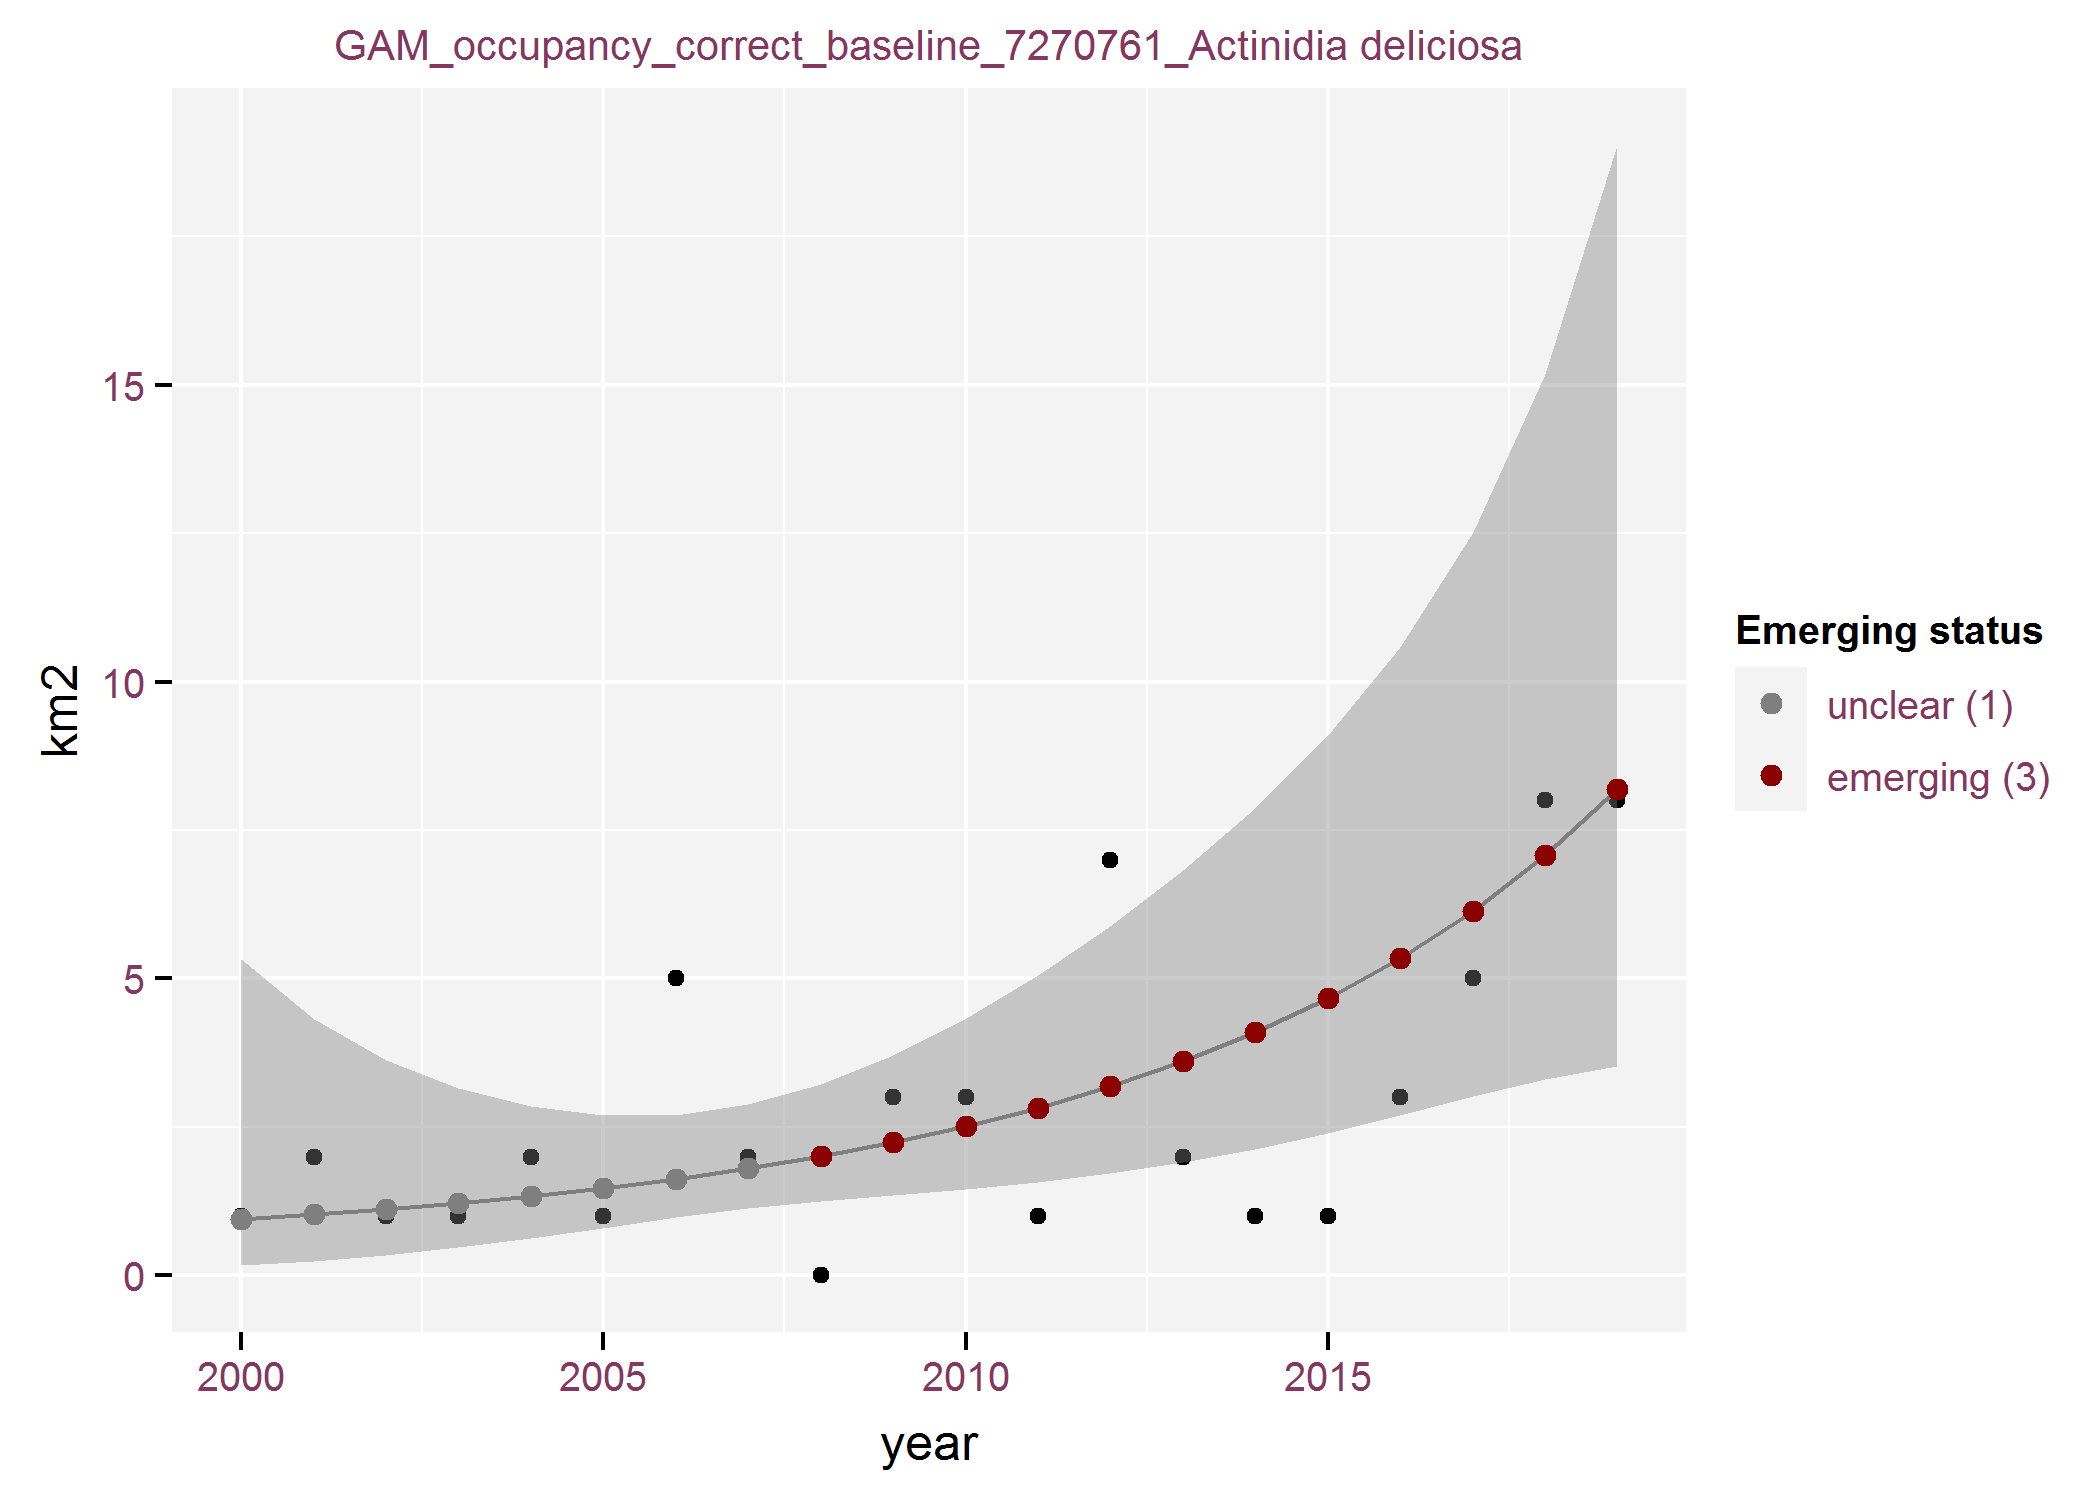 GAM_occupancy_correct_baseline_7270761_Actinidia deliciosa
km2
15
10
5
0
2000
2005
2010
2015
year
Emerging status
unclear (1)
emerging (3)